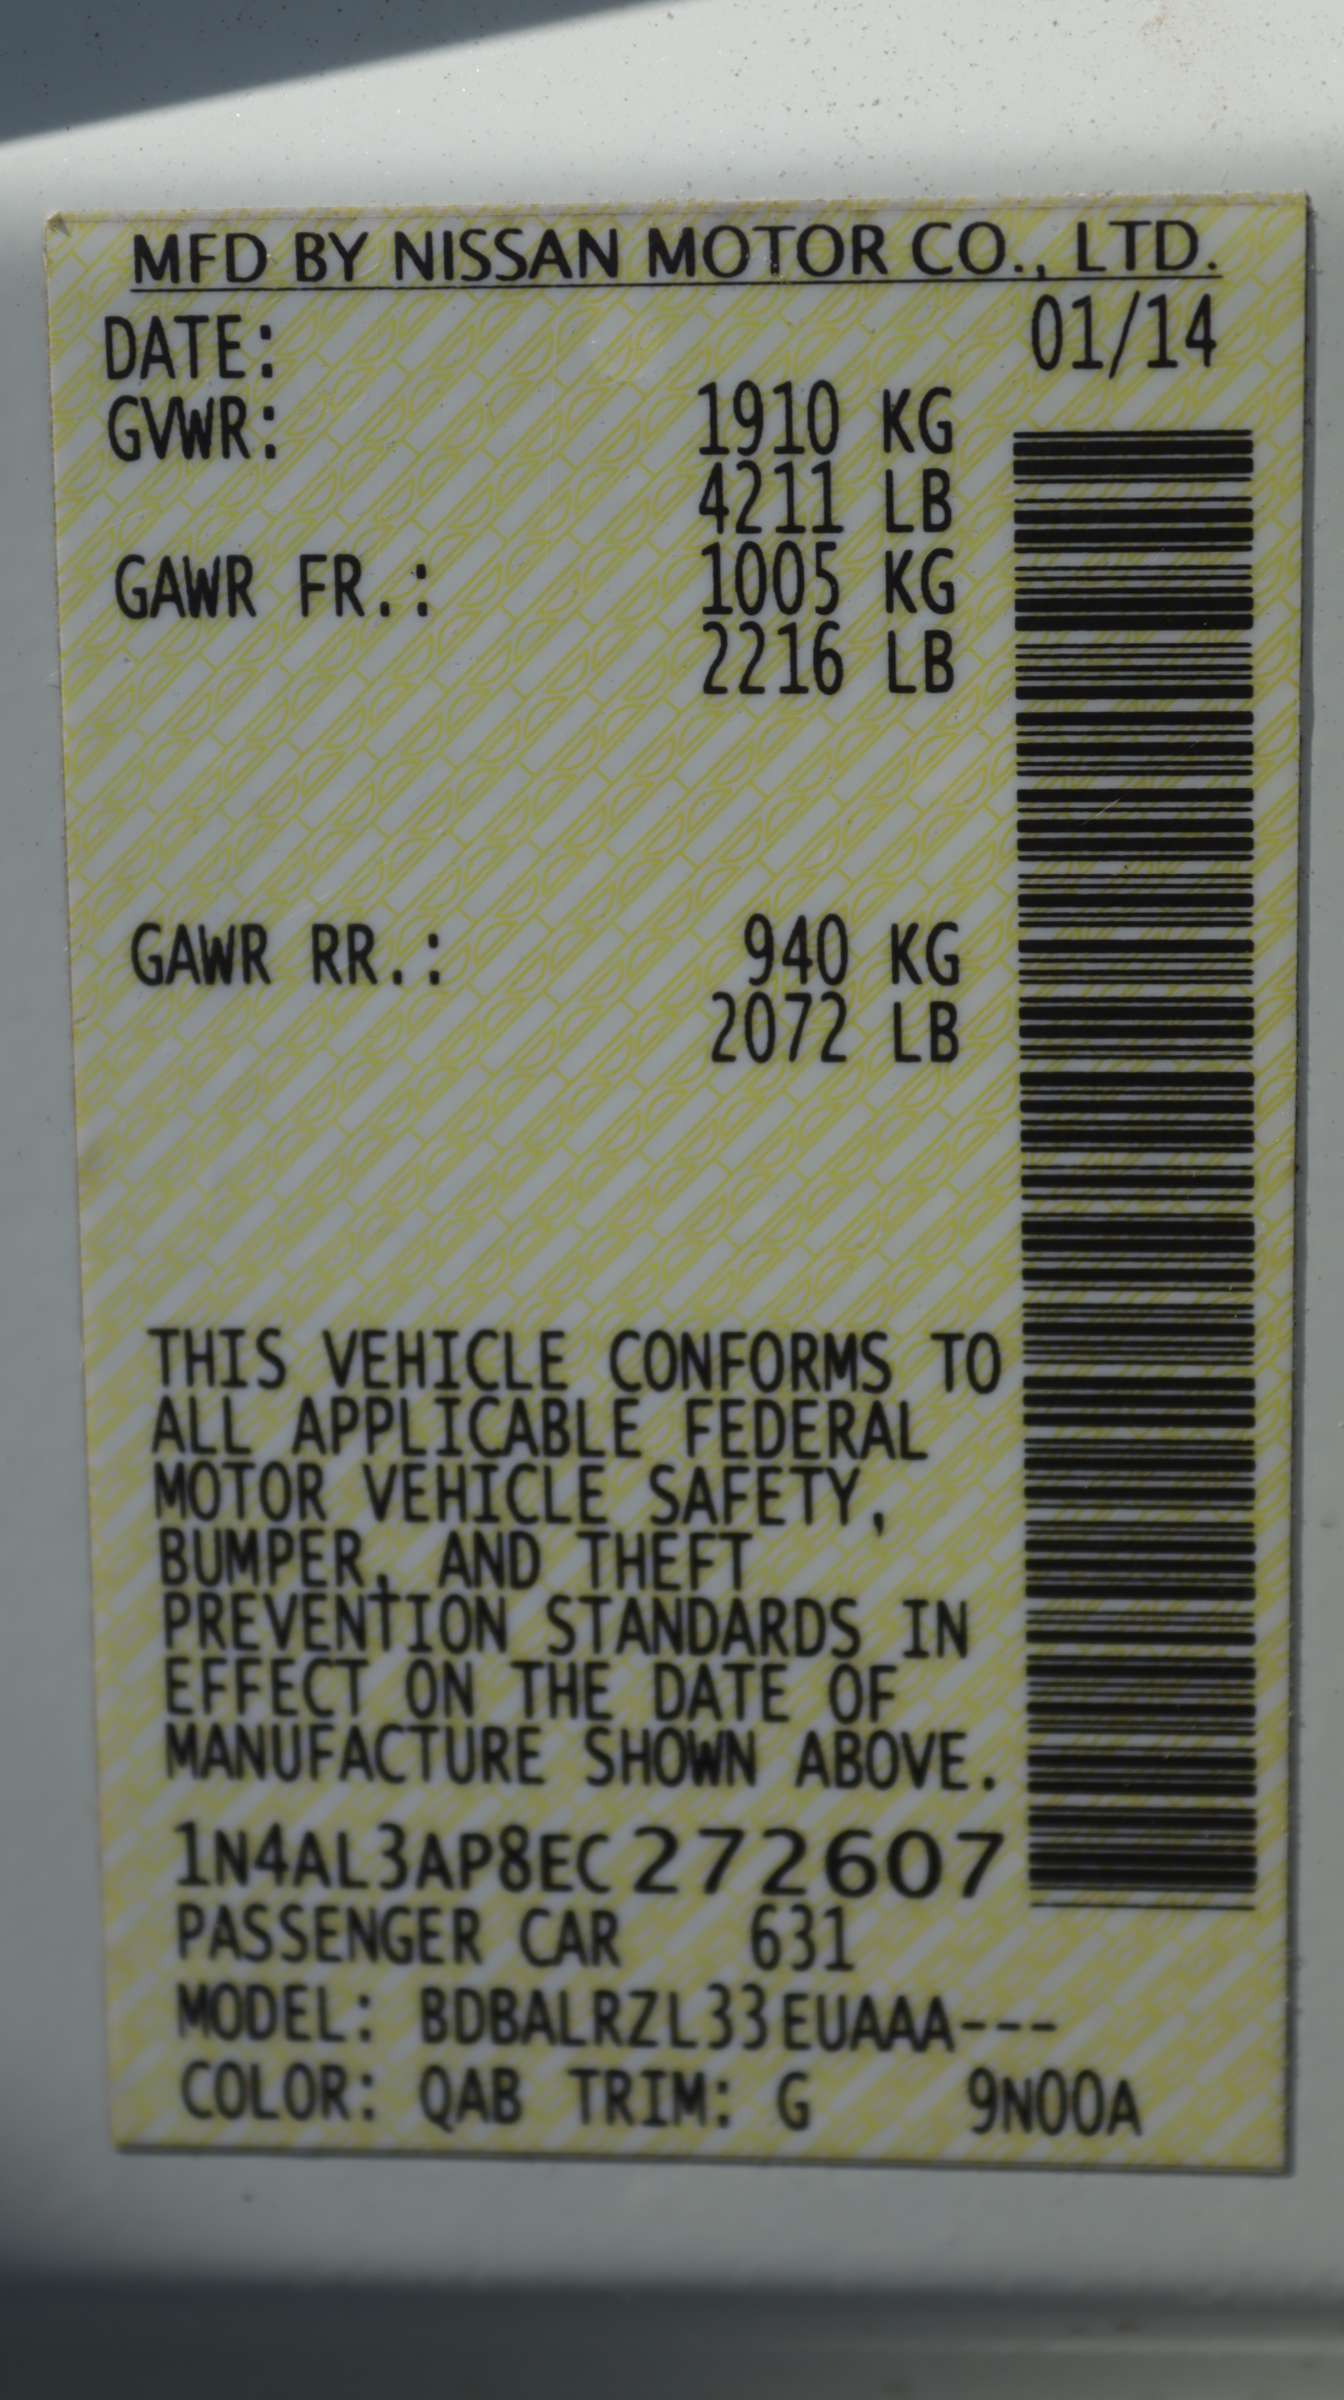 MFD BY NISSAN MOTOR CO., LTD.
DATE: 01/14
GVWR: 1910 KG
4211 LB
GAWR FR.: 1005 KG
2216 LB
GAWR RR.: 940 KG
2072 LB
THIS VEHICLE CONFORMS TO
ALL APPLICABLE FEDERAL
MOTOR VEHICLE SAFETY,
BUMPER, AND THEFT
PREVENTION STANDARDS IN
EFFECT ON THE DATE OF
MANUFACTURE SHOWN ABOVE.
1N4AL3AP8EC272607
PASSENGER CAR 631
MODEL: BDBALRZL33EUAAA---
COLOR: QAB TRIM: G 9N00A